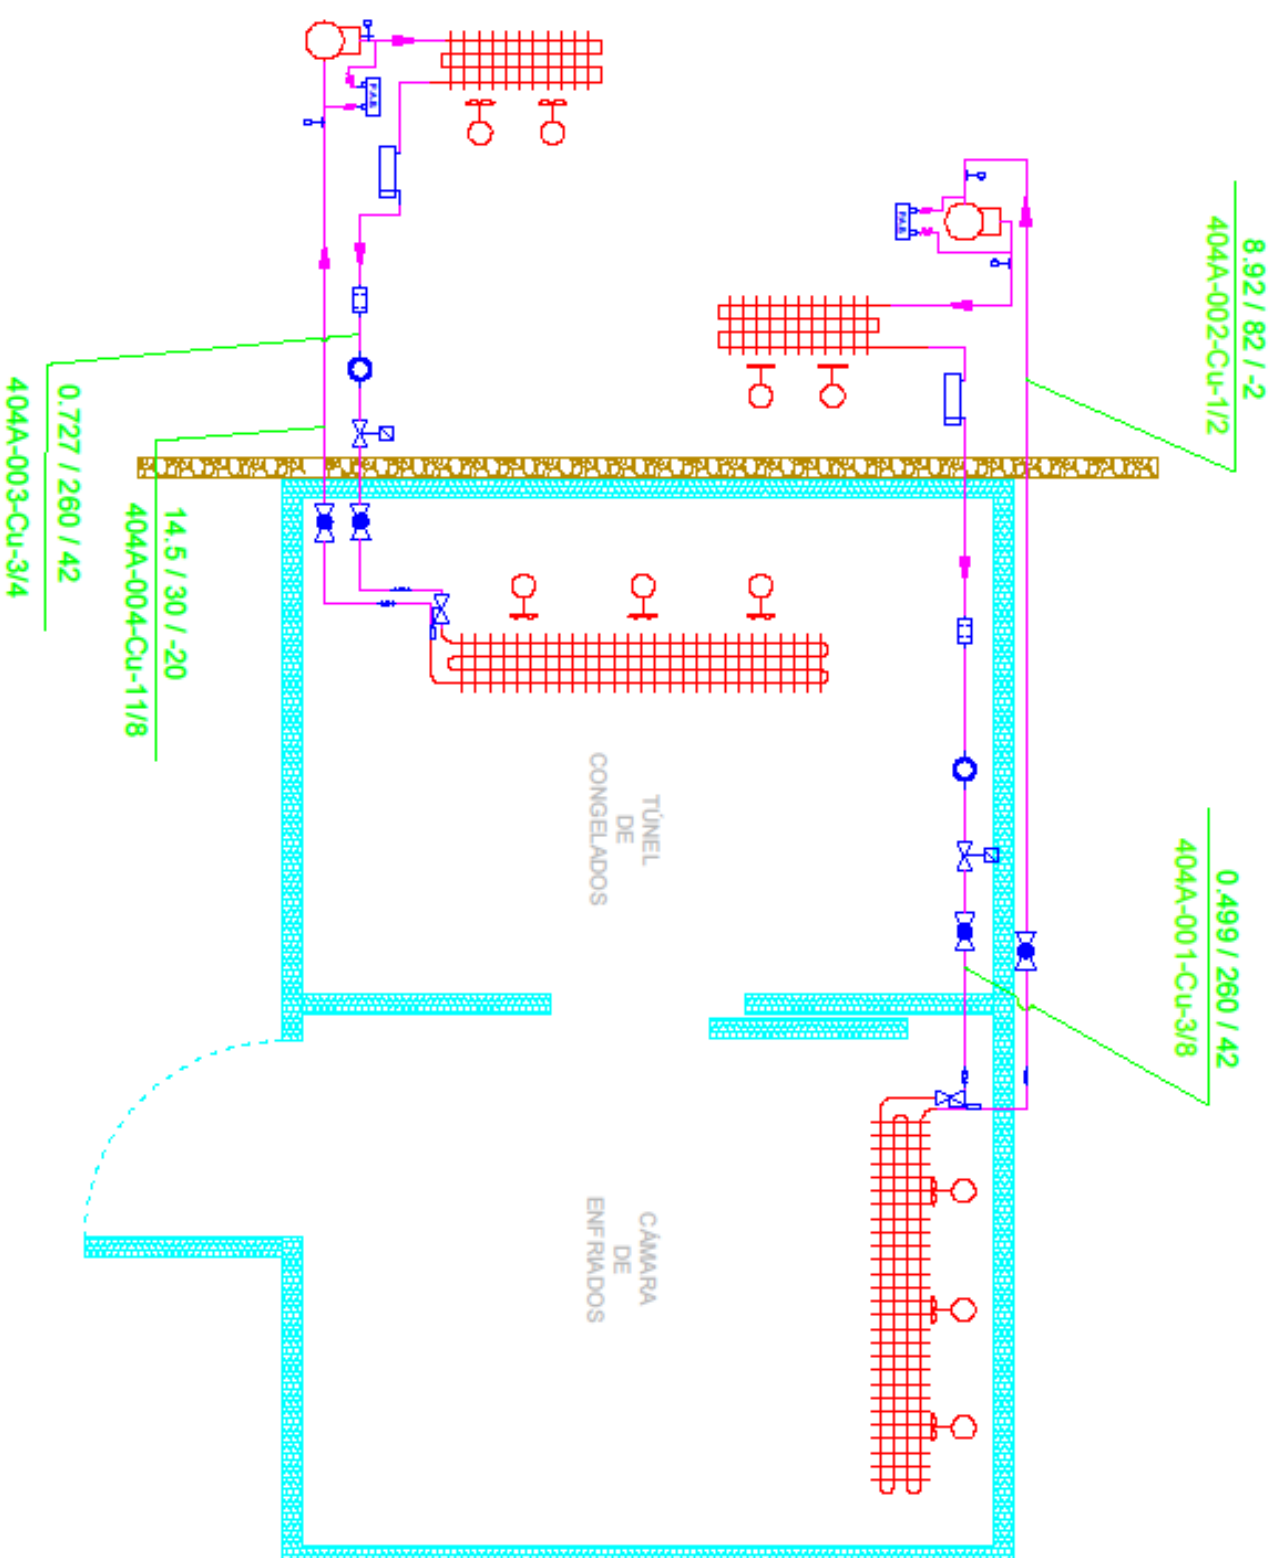 8.92 / 82 / -2
404A-002-Cu-1/2
0.499 / 260 / 42
404A-001-Cu-3/8
P.A.B
P.A.B
TÚNEL
DE
CONGELADOS
CÁMARA
DE
ENFRIADOS
14.5 / 30 / -20
404A-004-Cu-11/8
0.727 / 260 / 42
404A-003-Cu-3/4